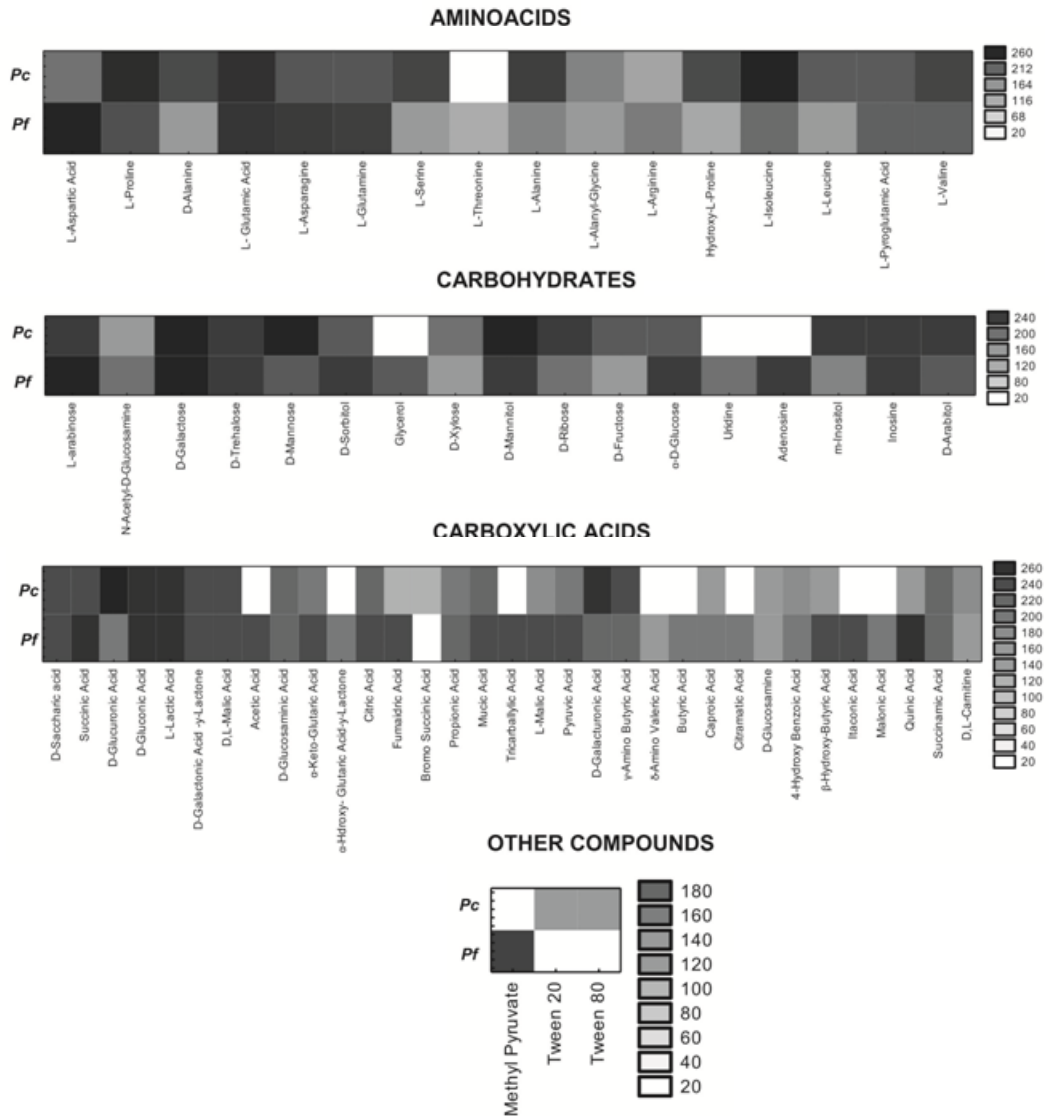 AMINOACIDS
Pc
Pf
260
212
164
116
68
20
L-Aspartic Acid
L-Proline
D-Alanine
L- Glutamic Acid
L-Asparagine
L-Glutamine
L-Serine
L-Threonine
L-Alanine
L-Alanyl-Glycine
L-Arginine
Hydroxy-L-Proline
L-Isoleucine
L-Leucine
L-Pyroglutamic Acid
L-Valine
CARBOHYDRATES
Pc
Pf
240
200
160
120
80
20
L-arabinose
N-Acetyl-D-Glucosamine
D-Galactose
D-Trehalose
D-Mannose
D-Sorbitol
Glycerol
D-Xylose
D-Mannitol
D-Ribose
D-Fructose
α-D-Glucose
Uridine
Adenosine
m-Inositol
Inosine
D-Arabitol
CARBOXYLIC ACIDS
Pc
Pf
260
240
220
200
180
160
140
120
100
80
60
40
20
D-Saccharic acid
Succinic Acid
D-Glucuronic Acid
D-Gluconic Acid
L-Lactic Acid
D-Galactonic Acid -γ-Lactone
D,L-Malic Acid
Acetic Acid
D-Glucosaminic Acid
α-Keto-Glutaric Acid
α-Hdroxy- Glutaric Acid-γ-Lactone
Citric Acid
Fumaidric Acid
Bromo Succinic Acid
Propionic Acid
Mucic Acid
Tricarballylic Acid
L-Malic Acid
Pyruvic Acid
D-Galacturonic Acid
γ-Amino Butyric Acid
δ-Amino Valeric Acid
Butyric Acid
Caproic Acid
Citramatic Acid
D-Glucosamine
4-Hydroxy Benzoic Acid
β-Hydroxy-Butyric Acid
Itaconic Acid
Malonic Acid
Quinic Acid
Succinamic Acid
D,L-Carnitine
OTHER COMPOUNDS
Pc
Pf
180
160
140
120
100
80
60
40
20
Methyl Pyruvate
Tween 20
Tween 80